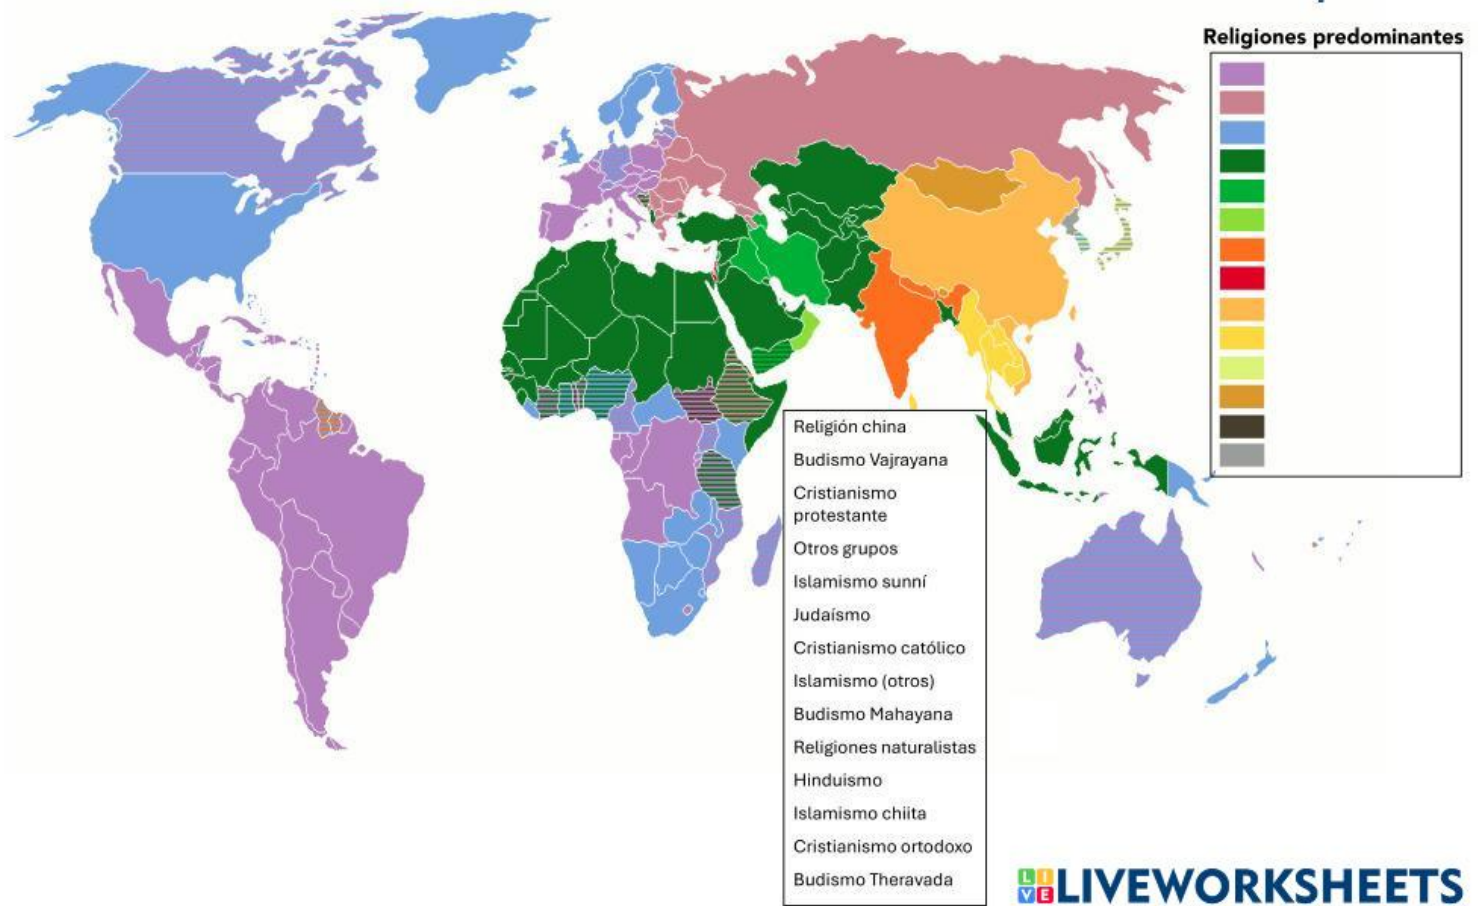 Religiones predominantes
Religión china
Budismo Vajrayana
Cristianismo
protestante
Otros grupos
Islamismo sunní
Judaísmo
Cristianismo católico
Islamismo (otros)
Budismo Mahayana
Religiones naturalistas
Hinduismo
Islamismo chiita
Cristianismo ortodoxo
Budismo Theravada
LIVE LIVEWORKSHEETS